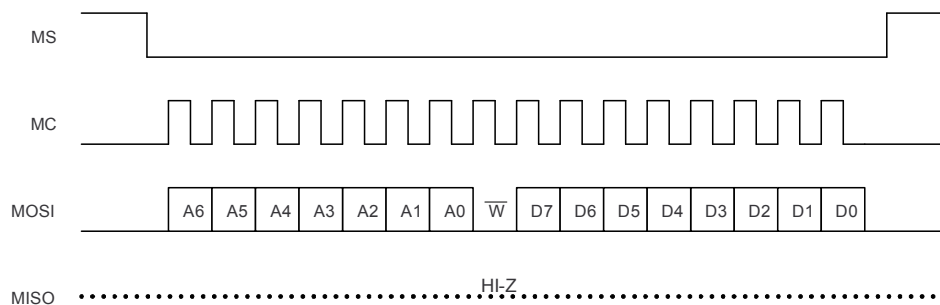 MS
MC
MOSI A6 A5 A4 A3 A2 A1 A0 W̅ D7 D6 D5 D4 D3 D2 D1 D0
HI-Z
MISO